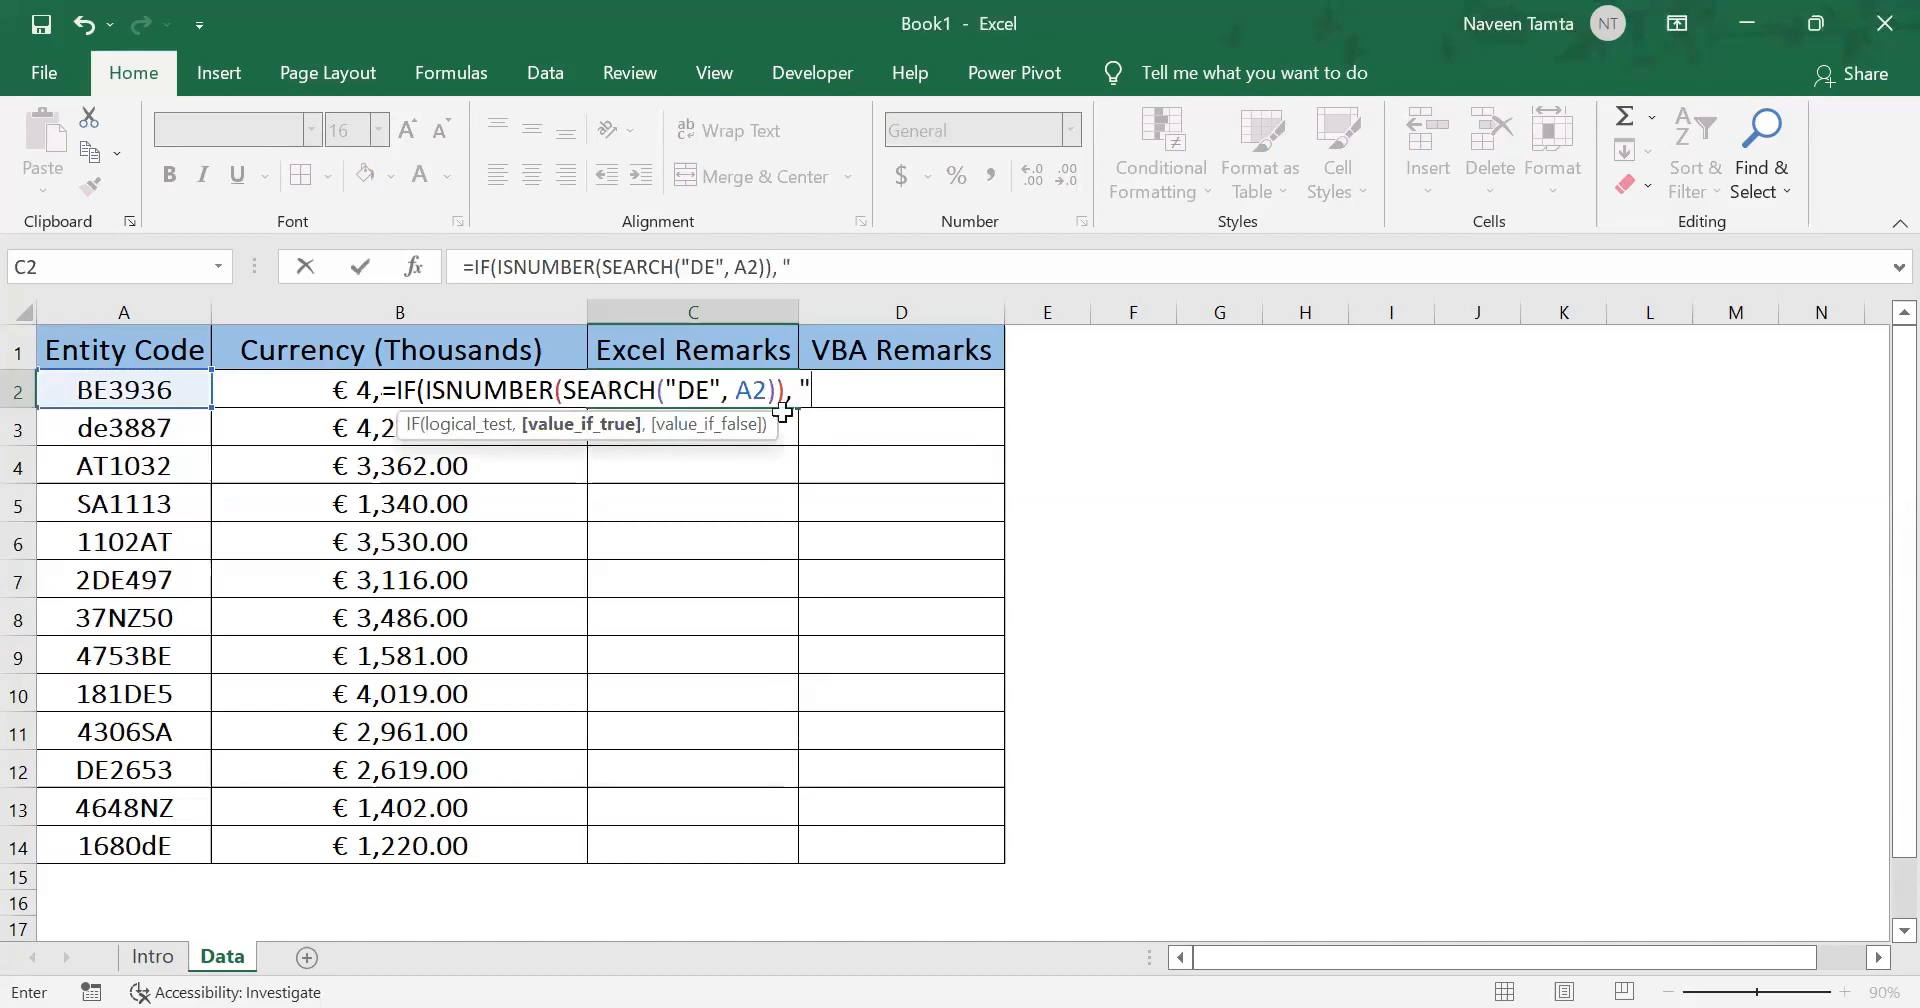 Book1 - Excel
Naveen Tamta
NT
File
Home
Insert
Page Layout
Formulas
Data
Review
View
Developer
Help
Power Pivot
Tell me what you want to do
Share
Paste
Clipboard
16
B I U
Font
Wrap Text
Merge & Center
Alignment
General
$ % ,
Number
Conditional Formatting
Format as Table
Cell Styles
Styles
Insert
Delete
Format
Cells
Sort & Filter
Find & Select
Editing
C2
fx
=IF(ISNUMBER(SEARCH("DE", A2)), "
A B C D E F G H I J K L M N
1 Entity Code Currency (Thousands) Excel Remarks VBA Remarks
2 BE3936 € 4, =IF(ISNUMBER(SEARCH("DE", A2)), "
IF(logical_test, [value_if_true], [value_if_false])
3 de3887 € 4,2
4 AT1032 € 3,362.00
5 SA1113 € 1,340.00
6 1102AT € 3,530.00
7 2DE497 € 3,116.00
8 37NZ50 € 3,486.00
9 4753BE € 1,581.00
10 181DE5 € 4,019.00
11 4306SA € 2,961.00
12 DE2653 € 2,619.00
13 4648NZ € 1,402.00
14 1680dE € 1,220.00
15
16
17
Intro
Data
Enter
Accessibility: Investigate
90%